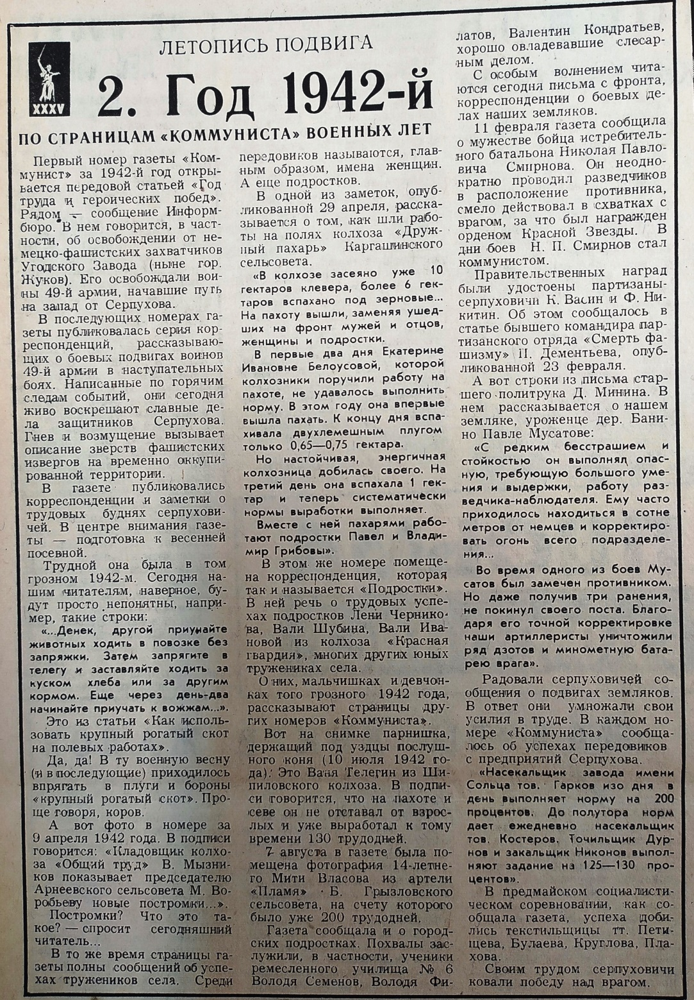 ЛЕТОПИСЬ ПОДВИГА
XXXV
2. Год 1942-й
ПО СТРАНИЦАМ «КОММУНИСТА» ВОЕННЫХ ЛЕТ
Первый номер газеты «Ком-
мунист» за 1942-й год откры-
вается передовой статьей «Год
труда и героических побед».
Рядом — сообщение Информ-
бюро. В нем говорится, в част-
ности, об освобождении от не-
мецко-фашистских захватчиков
Угодского Завода (ныне гор.
Жуков). Его освобождали вои-
ны 49-й армии, начавшие путь
на запад от Серпухова.
В последующих номерах га-
зеты публиковалась серия кор-
респонденций, рассказываю-
щих о боевых подвигах воинов
49-й армии в наступательных
боях. Написанные по горячим
следам событий, они сегодня
живо воскрешают славные де-
ла защитников Серпухова.
Гнев и возмущение вызывает
описание зверств фашистских
извергов на временно оккупи-
рованной территории.
В газете публиковались
корреспонденции и заметки о
трудовых буднях серпухови-
чей. В центре внимания газе-
ты — подготовка к весенней
посевной.
Трудной она была в том
грозном 1942-м. Сегодня на-
шим читателям, наверное, бу-
дут просто непонятны, напри-
мер, такие строки:
«...Денек, другой приучайте
животных ходить в повозке без
запряжки. Затем запрягите в
телегу и заставляйте ходить за
куском хлеба или за другим
кормом. Еще через день-два
начинайте приучать к вожжам...».
Это из статьи «Как исполь-
зовать крупный рогатый скот
на полевых работах».
Да, да! В ту военную весну
(и в последующие) приходилось
впрягать в плуги и бороны
«крупный рогатый скот». Про-
ще говоря, коров.
А вот фото в номере за
9 апреля 1942 года. В подписи
говорится: «Кладовщик колхо-
за «Общий труд» В. Мызни-
ков показывает председателю
Арнеевского сельсовета М. Во-
робьеву новые постромки...».
Постромки? Что это та-
кое? — спросит сегодняшний
читатель...
В то же время страницы га-
зеты полны сообщений об успе-
хах тружеников села. Среди
передовиков называются, глав-
ным образом, имена женщин.
А еще подростков.
В одной из заметок, опуб-
ликованной 29 апреля, расска-
зывается о том, как шли рабо-
ты на полях колхоза «Друж-
ный пахарь» Каргашинского
сельсовета.
«В колхозе засеяно уже 10
гектаров клевера, более 6 гек-
таров вспахано под зерновые...
На пахоту вышли, заменяя ушед-
ших на фронт мужей и отцов,
женщины и подростки.
В первые два дня Екатерине
Ивановне Белоусовой, которой
колхозники поручили работу на
пахоте, не удавалось выполнить
норму. В этом году она впервые
вышла пахать. К концу дня вспа-
хивала двухлемешным плугом
только 0,65—0,75 гектара.
Но настойчивая, энергичная
колхозница добилась своего. На
третий день она вспахала 1 гек-
тар и теперь систематически
нормы выработки выполняет.
Вместе с ней пахарями рабо-
тают подростки Павел и Влади-
мир Грибовы».
В этом же номере помеще-
на корреспонденция, которая
так и называется «Подростки».
В ней речь о трудовых успе-
хах подростков Лени Чернико-
ва, Вали Шубина, Вали Ива-
новой из колхоза «Красная
гвардия», многих других юных
тружениках села.
О них, мальчишках и девчон-
ках того грозного 1942 года,
рассказывают страницы дру-
гих номеров «Коммуниста».
Вот на снимке парнишка,
держащий под уздцы послуш-
ного коня (10 июля 1942 го-
да). Это Ваня Телегин из Ши-
пиловского колхоза. В подпи-
си говорится, что на пахоте и
севе он не отставал от взрос-
лых и уже выработал к тому
времени 130 трудодней.
7 августа в газете была по-
мещена фотография 14-летне-
го Мити Власова из артели
«Пламя» Б. Грызловского
сельсовета, на счету которого
было уже 200 трудодней.
Газета сообщала и о город-
ских подростках. Похвалы зас-
лужили, в частности, ученики
ремесленного училища № 6
Володя Семенов, Володя Фи-
латов, Валентин Кондратьев,
хорошо овладевавшие слесар-
ным делом.
С особым волнением чита-
ются сегодня письма с фронта,
корреспонденции о боевых де-
лах наших земляков.
11 февраля газета сообщила
о мужестве бойца истребитель-
ного батальона Николая Павло-
вича Смирнова. Он неодно-
кратно проводил разведчиков
в расположение противника,
смело действовал в схватках с
врагом, за что был награжден
орденом Красной Звезды. В
дни боев Н. П. Смирнов стал
коммунистом.
Правительственных наград
были удостоены партизаны-
серпуховичи К. Васин и Ф. Ни-
китин. Об этом сообщалось в
статье бывшего командира пар-
тизанского отряда «Смерть фа-
шизму» П. Дементьева, опуб-
ликованной 23 февраля.
А вот строки из письма стар-
шего политрука Д. Минина. В
нем рассказывается о нашем
земляке, уроженце дер. Бани-
но Павле Мусатове:
«С редким бесстрашием и
стойкостью он выполнял опас-
ную, требующую большого уме-
ния и выдержки, работу раз-
ведчика-наблюдателя. Ему часто
приходилось находиться в сотне
метров от немцев и корректиро-
вать огонь всего подразделе-
ния...
Во время одного из боев Му-
сатов был замечен противником.
Но даже получив три ранения,
не покинул своего поста. Благо-
даря его точной корректировке
наши артиллеристы уничтожили
ряд дзотов и минометную бата-
рею врага».
Радовали серпуховичей со-
общения о подвигах земляков.
В ответ они умножали свои
усилия в труде. В каждом но-
мере «Коммуниста» сообща-
лось об успехах передовиков
с предприятий Серпухова.
«Насекальщик завода имени
Сольца тов. Гарков изо дня в
день выполняет норму на 200
процентов. До полутора норм
дает ежедневно насекальщик
тов. Костеров. Точильщик Дур-
нов и закальщик Никонов выпол-
няют задание на 125—130 про-
центов».
В предмайском социалисти-
ческом соревновании, как со-
общала газета, успеха доби-
лись текстильщицы тт. Пети-
щева, Булаева, Круглова, Пла-
хова.
Своим трудом серпуховичи
ковали победу над врагом.